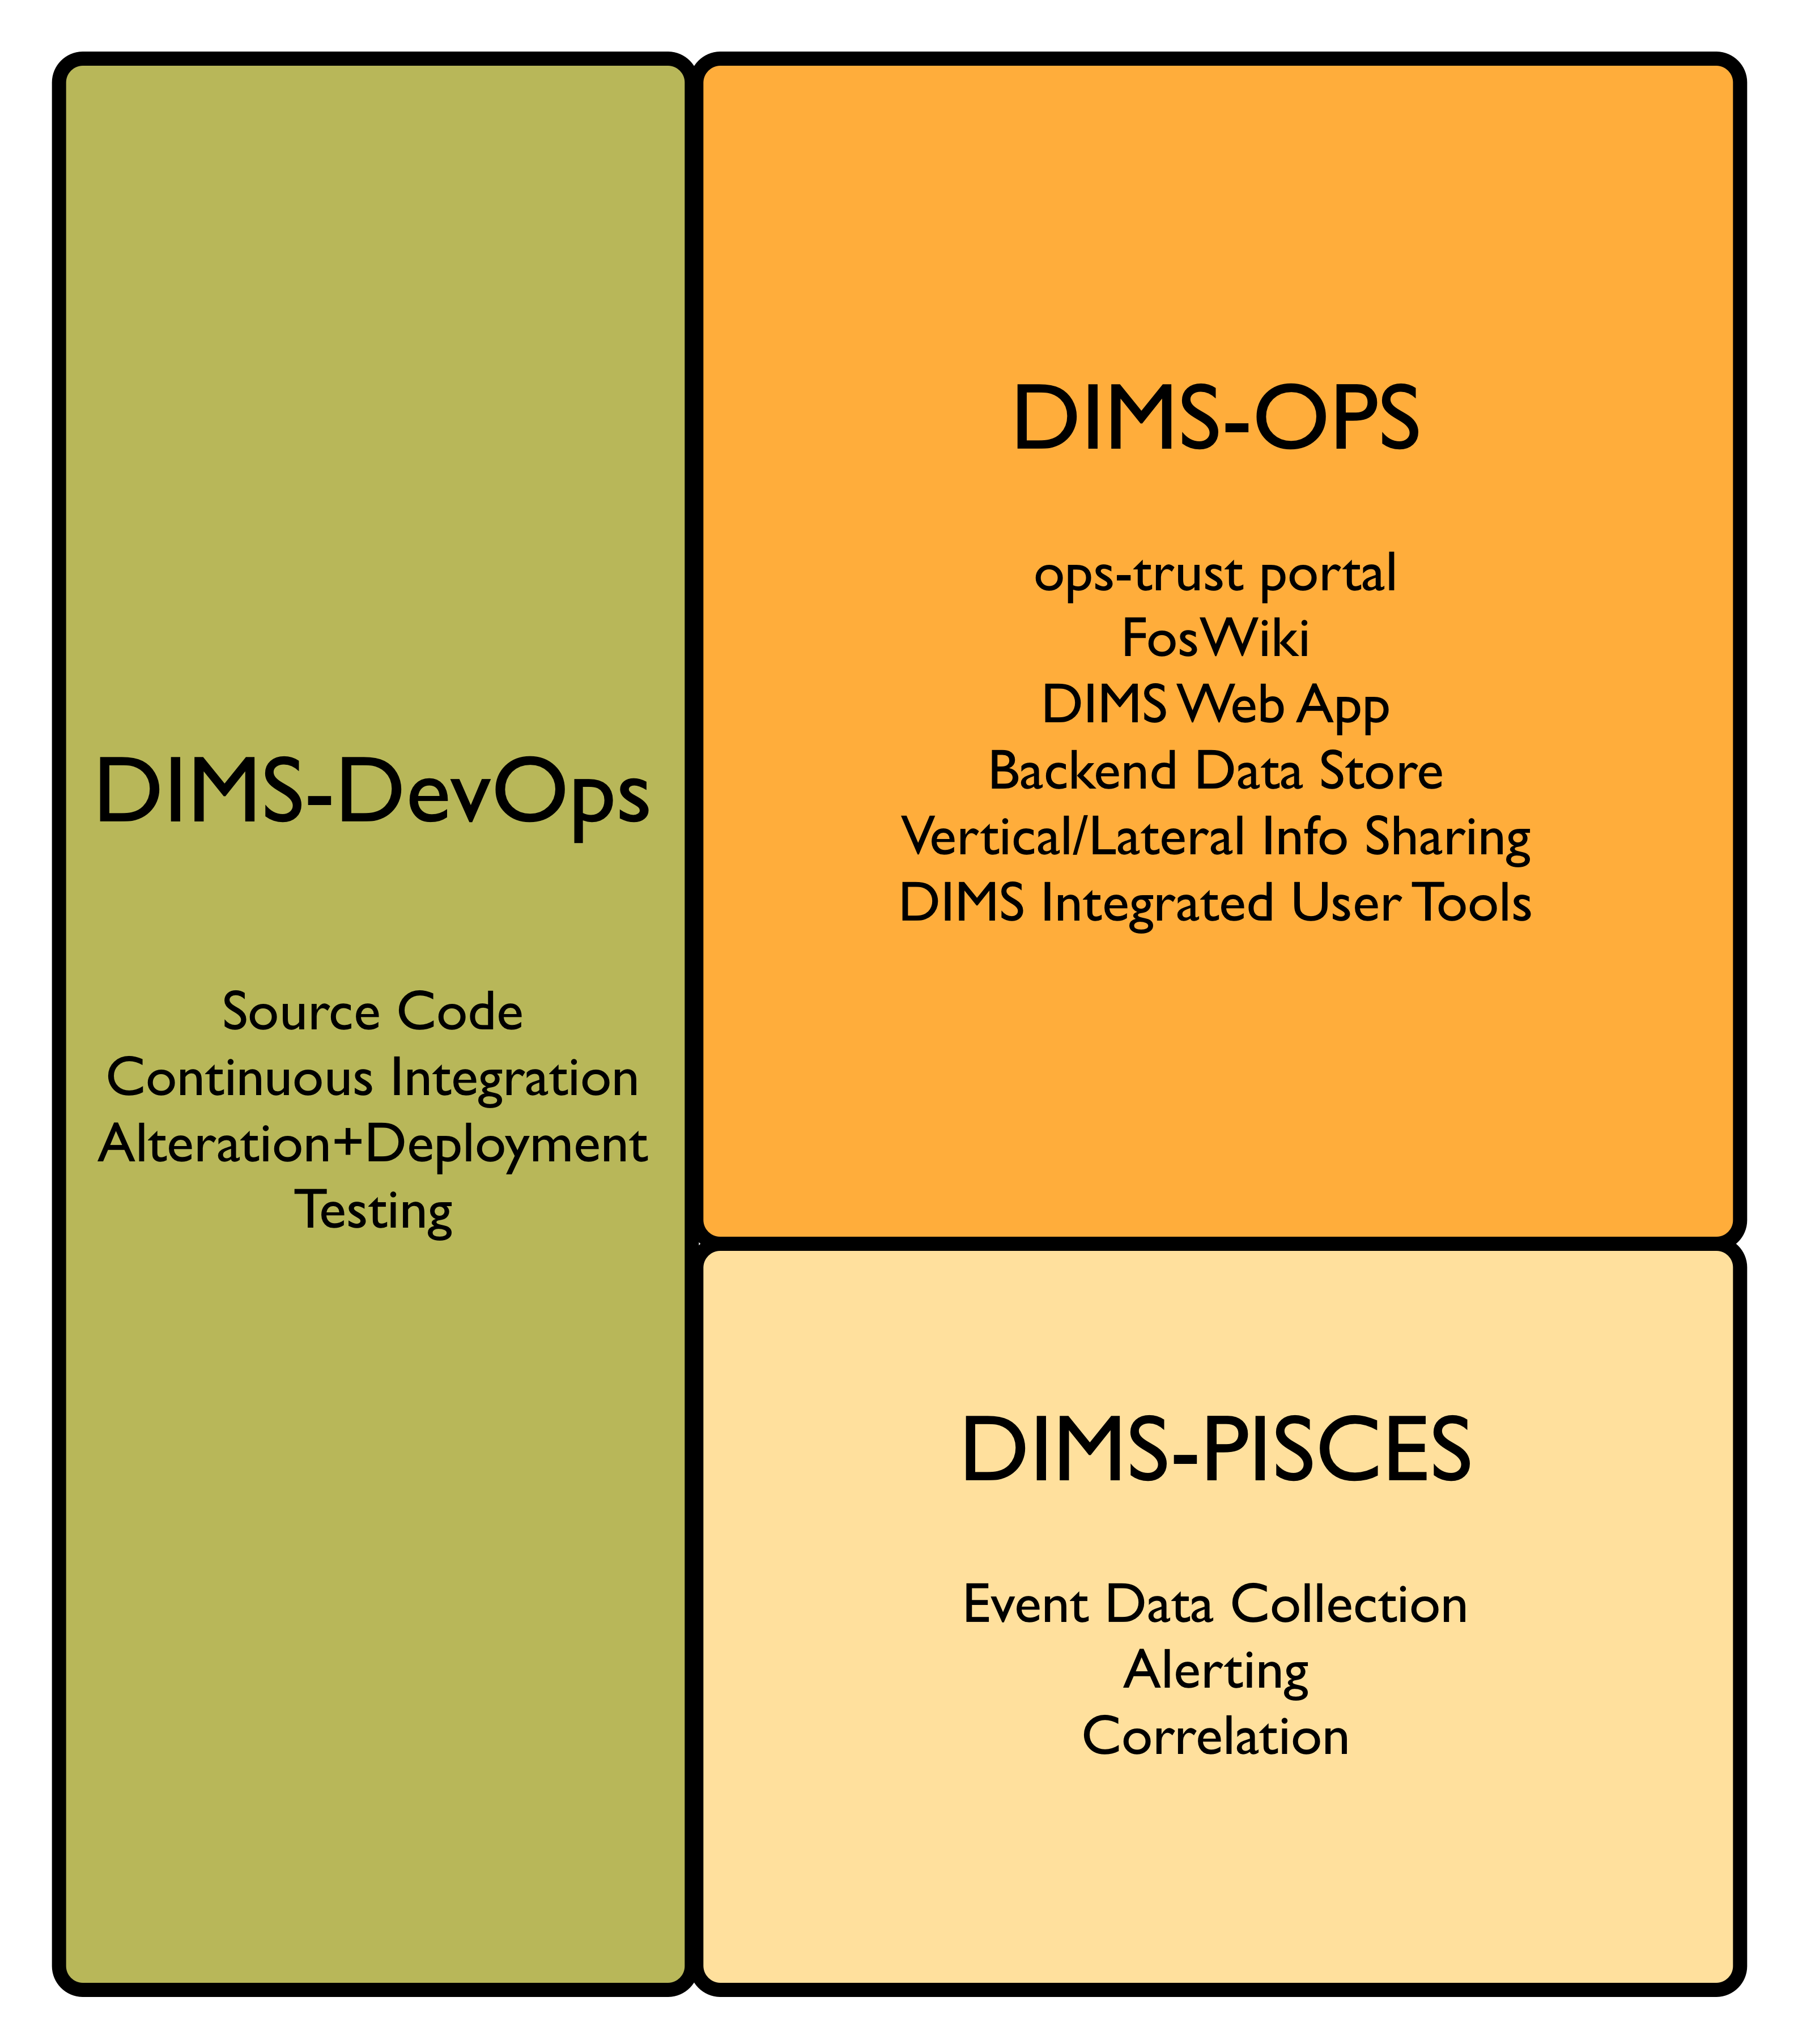 DIMS-DevOps
Source Code
Continuous Integration
Alteration+Deployment
Testing
DIMS-OPS
ops-trust portal
FosWiki
DIMS Web App
Backend Data Store
Vertical/Lateral Info Sharing
DIMS Integrated User Tools
DIMS-PISCES
Event Data Collection
Alerting
Correlation